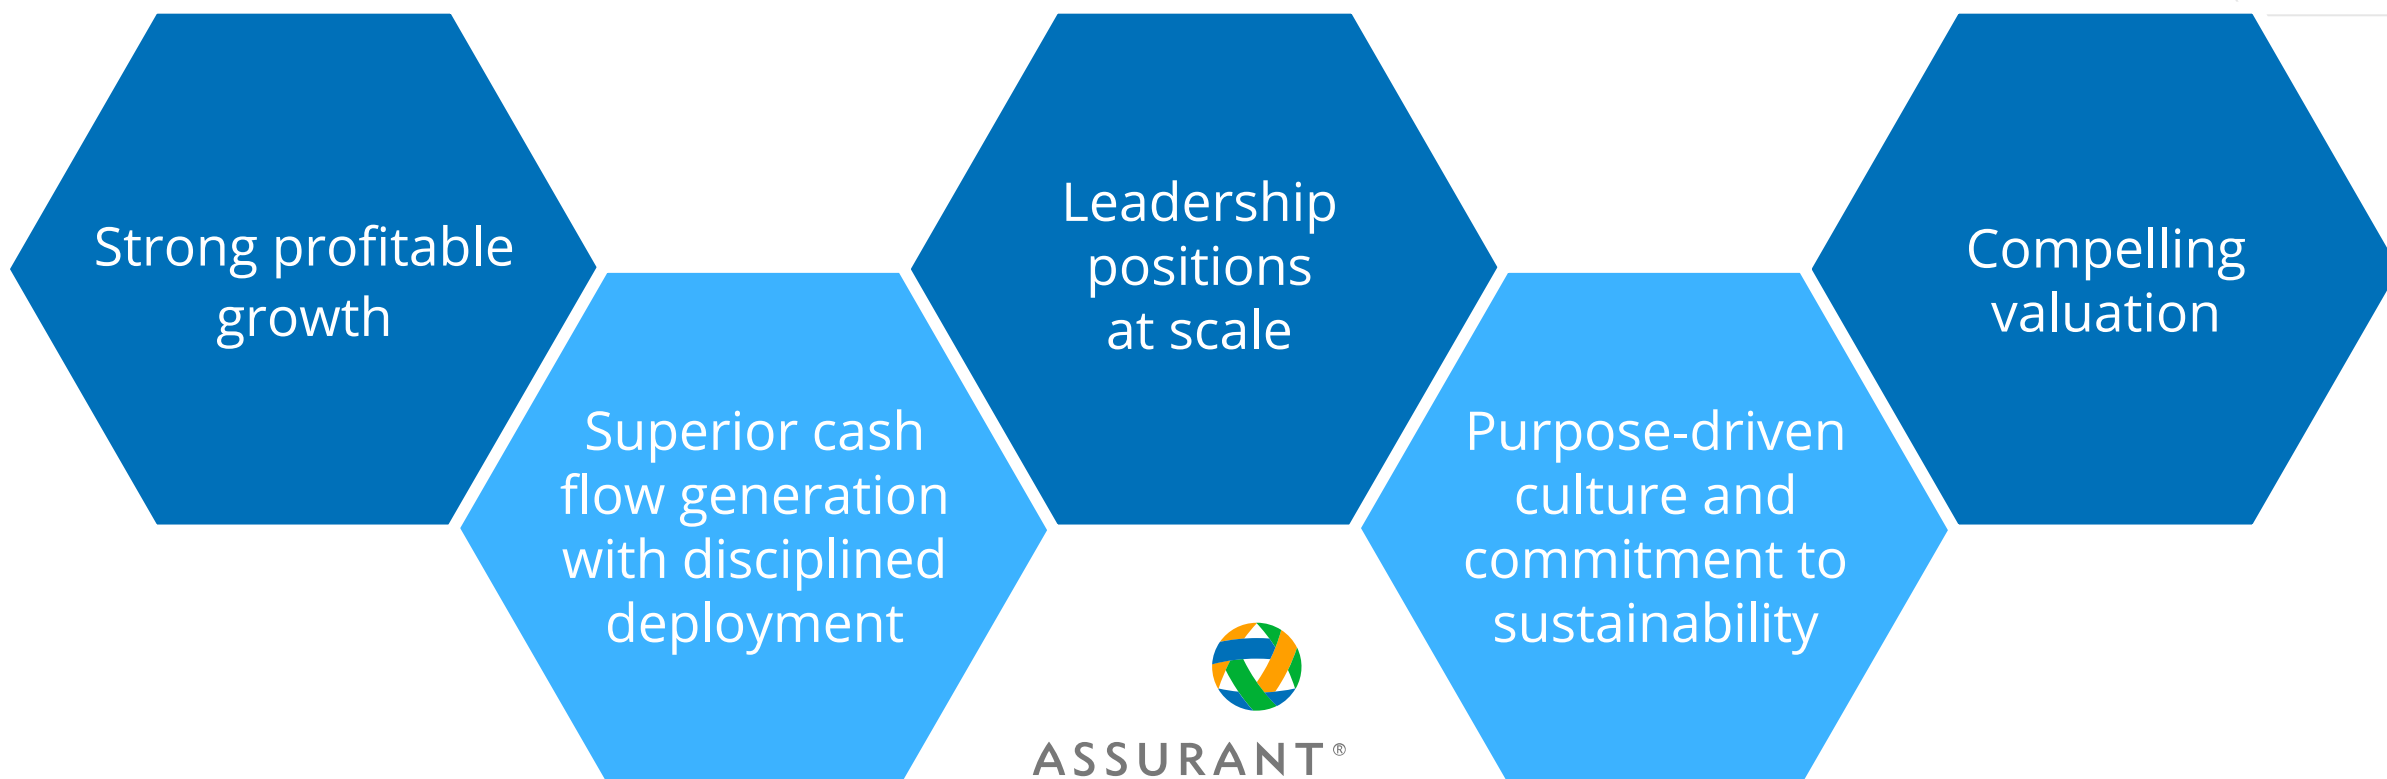 Strong profitable
growth
Superior cash
flow generation
with disciplined
deployment
Leadership
positions
at scale
Purpose-driven
culture and
commitment to
sustainability
Compelling
valuation
ASSURANT®